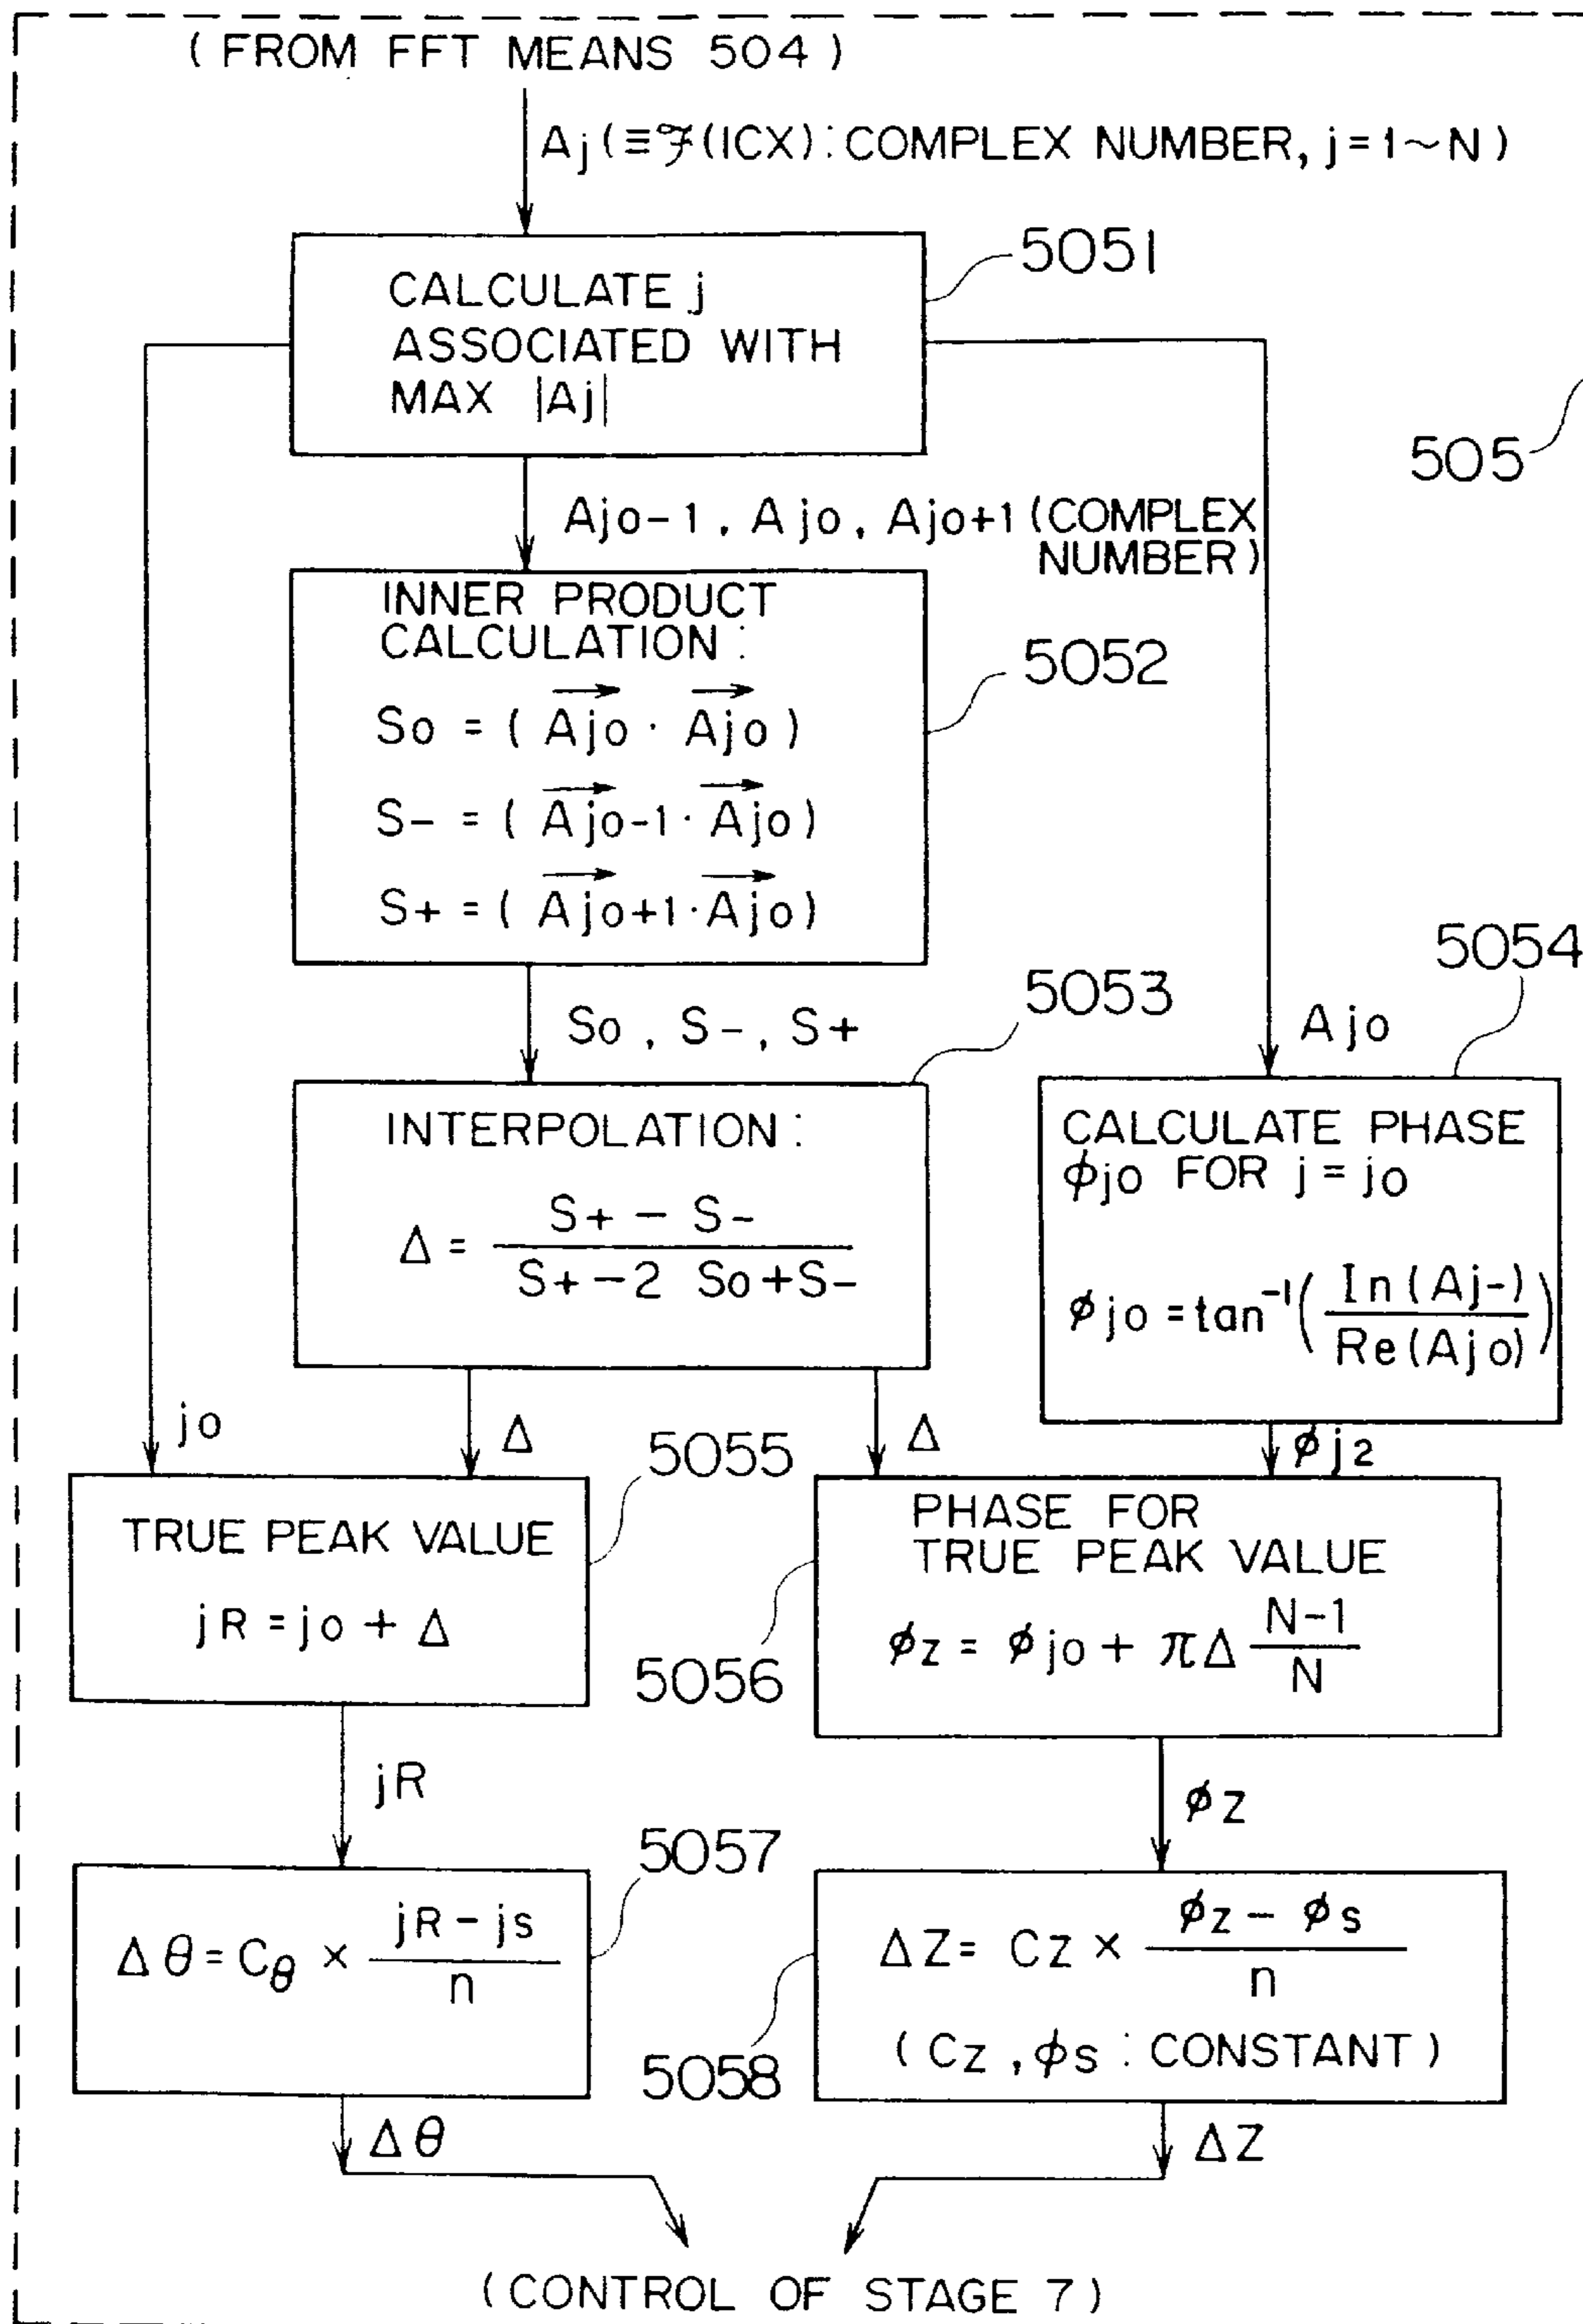 ( FROM FFT MEANS 504 )
Aj ( ≡ ℱ(ICX) : COMPLEX NUMBER, j = 1 ~ N )
5051
CALCULATE j
ASSOCIATED WITH
MAX |Aj|
505
Ajo-1, Ajo, Ajo+1 (COMPLEX
NUMBER)
INNER PRODUCT
CALCULATION :
5052
So = ( Ajo · Ajo )
S- = ( Ajo-1 · Ajo )
S+ = ( Ajo+1 · Ajo )
5054
5053
So , S- , S+
Ajo
INTERPOLATION :
Δ = S+ - S- / S+ -2 So + S-
CALCULATE PHASE
ϕjo FOR j = jo
ϕjo = tan⁻¹( In (Aj-) / Re (Ajo) )
jo
Δ
Δ
ϕj2
5055
TRUE PEAK VALUE
jR = jo + Δ
PHASE FOR
TRUE PEAK VALUE
ϕz = ϕjo + πΔ N-1 / N
5056
jR
ϕz
5057
Δθ = Cθ × jR - js / n
ΔZ = Cz × ϕz - ϕs / n
( Cz , ϕs : CONSTANT )
5058
Δθ
ΔZ
( CONTROL OF STAGE 7 )